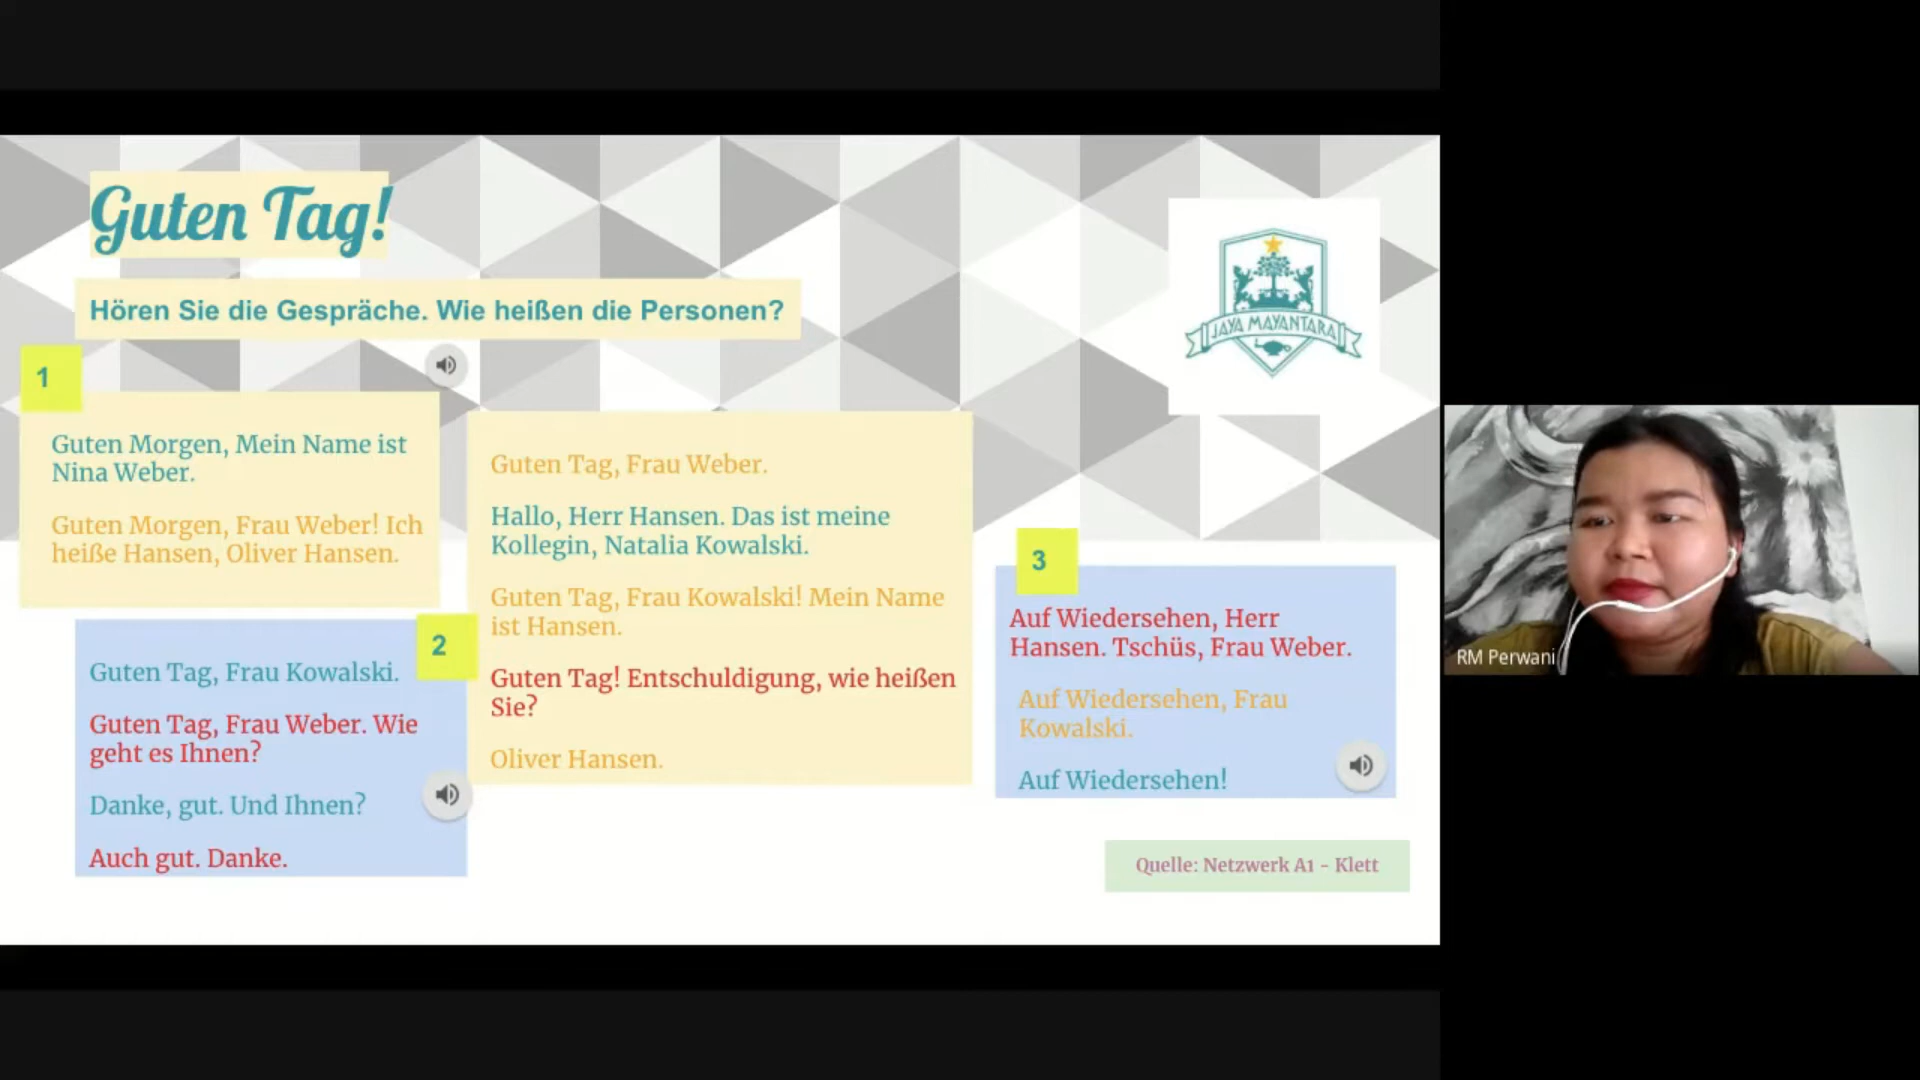 Guten Tag!
Hören Sie die Gespräche. Wie heißen die Personen?
1
Guten Morgen, Mein Name ist
Nina Weber.
Guten Morgen, Frau Weber! Ich
heiße Hansen, Oliver Hansen.
2
Guten Tag, Frau Kowalski.
Guten Tag, Frau Weber. Wie
geht es Ihnen?
Danke, gut. Und Ihnen?
Auch gut. Danke.
Guten Tag, Frau Weber.
Hallo, Herr Hansen. Das ist meine
Kollegin, Natalia Kowalski.
Guten Tag, Frau Kowalski! Mein Name
ist Hansen.
Guten Tag! Entschuldigung, wie heißen
Sie?
Oliver Hansen.
3
Auf Wiedersehen, Herr
Hansen. Tschüs, Frau Weber.
Auf Wiedersehen, Frau
Kowalski.
Auf Wiedersehen!
Quelle: Netzwerk A1 - Klett
JAYA MAYANTARA
RM Perwani